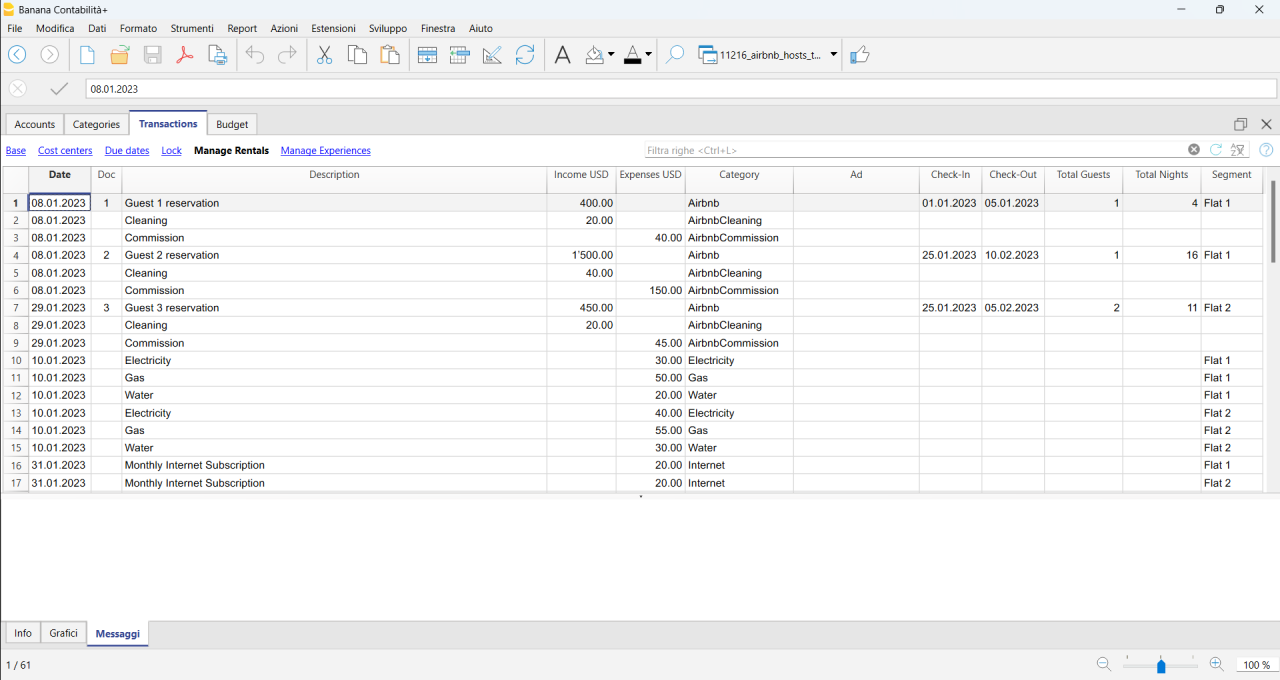 Banana Contabilità+
File Modifica Dati Formato Strumenti Report Azioni Estensioni Sviluppo Finestra Aiuto
11216_airbnb_hosts_t...
08.01.2023
Accounts Categories Transactions Budget
Base Cost centers Due dates Lock Manage Rentals Manage Experiences Filtra righe <Ctrl+L>
Date Doc Description Income USD Expenses USD Category Ad Check-In Check-Out Total Guests Total Nights Segment
1 08.01.2023 1 Guest 1 reservation 400.00 Airbnb 01.01.2023 05.01.2023 1 4 Flat 1
2 08.01.2023 Cleaning 20.00 AirbnbCleaning
3 08.01.2023 Commission 40.00 AirbnbCommission
4 08.01.2023 2 Guest 2 reservation 1'500.00 Airbnb 25.01.2023 10.02.2023 1 16 Flat 1
5 08.01.2023 Cleaning 40.00 AirbnbCleaning
6 08.01.2023 Commission 150.00 AirbnbCommission
7 29.01.2023 3 Guest 3 reservation 450.00 Airbnb 25.01.2023 05.02.2023 2 11 Flat 2
8 29.01.2023 Cleaning 20.00 AirbnbCleaning
9 29.01.2023 Commission 45.00 AirbnbCommission
10 10.01.2023 Electricity 30.00 Electricity Flat 1
11 10.01.2023 Gas 50.00 Gas Flat 1
12 10.01.2023 Water 20.00 Water Flat 1
13 10.01.2023 Electricity 40.00 Electricity Flat 2
14 10.01.2023 Gas 55.00 Gas Flat 2
15 10.01.2023 Water 30.00 Water Flat 2
16 31.01.2023 Monthly Internet Subscription 20.00 Internet Flat 1
17 31.01.2023 Monthly Internet Subscription 20.00 Internet Flat 2
Info Grafici Messaggi
1 / 61 100 %